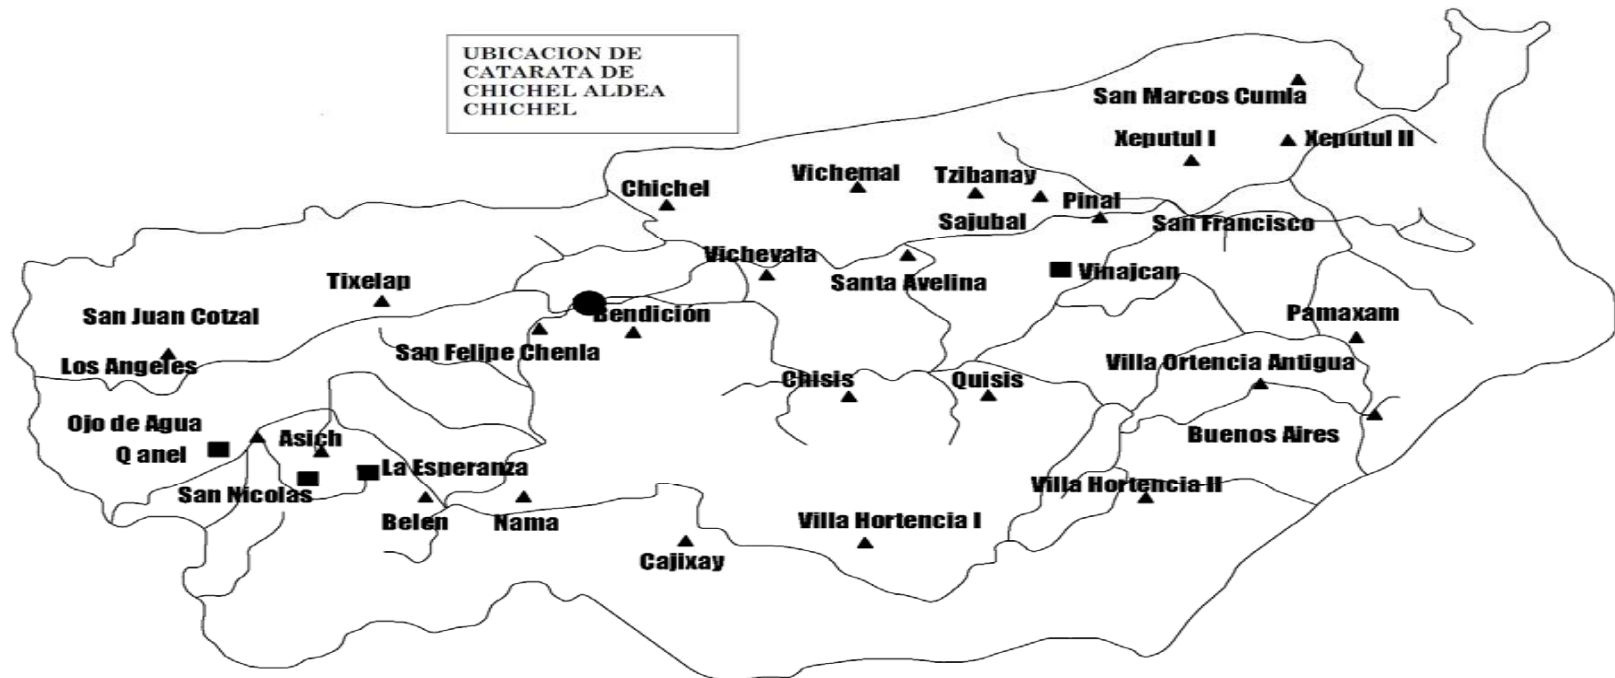 UBICACION DE
CATARATA DE
CHICHEL ALDEA
CHICHEL
San Marcos Cumla
Xeputul I
Xeputul II
Vichemal
Tzibanay
Chichel
Pinal
Sajubal
San Francisco
Vichevala
Santa Avelina
Vinajcan
Tixelap
San Juan Cotzal
Bendición
Pamaxam
San Felipe Chenla
Los Angeles
Villa Ortencia Antigua
Chisis
Quisis
Ojo de Agua
Asich
Buenos Aires
Q anel
La Esperanza
San Nicolas
Villa Hortencia II
Belen
Nama
Villa Hortencia I
Cajixay